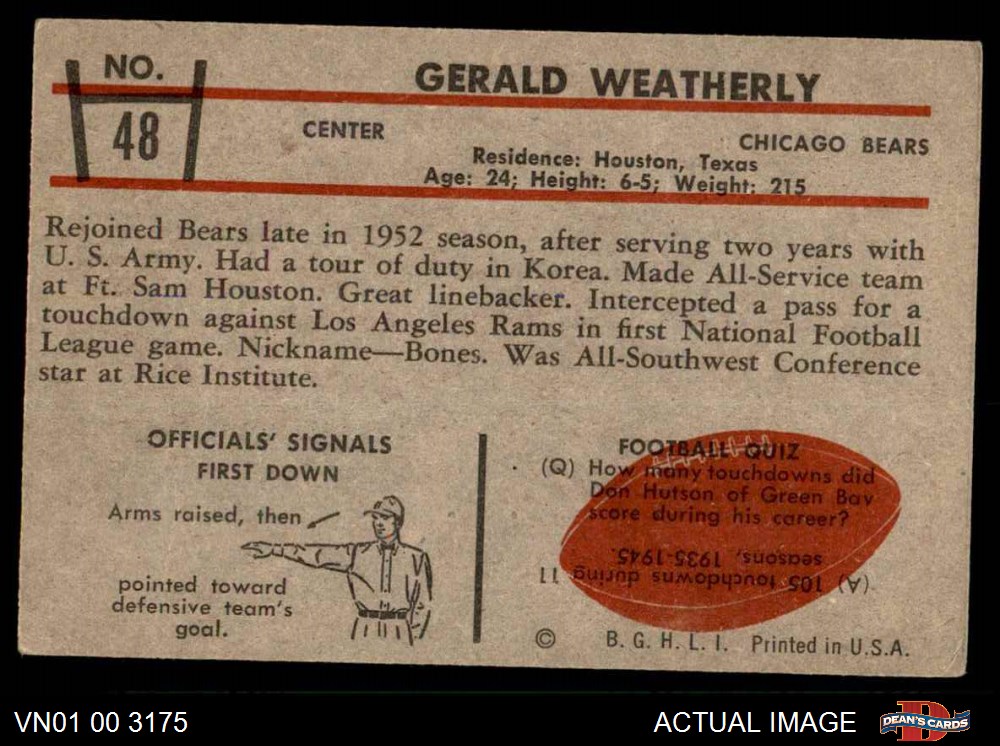 NO.
48
GERALD WEATHERLY
CENTER
CHICAGO BEARS
Residence: Houston, Texas
Age: 24; Height: 6-5; Weight: 215
Rejoined Bears late in 1952 season, after serving two years with
U. S. Army. Had a tour of duty in Korea. Made All-Service team
at Ft. Sam Houston. Great linebacker. Intercepted a pass for a
touchdown against Los Angeles Rams in first National Football
League game. Nickname—Bones. Was All-Southwest Conference
star at Rice Institute.
OFFICIALS' SIGNALS
FIRST DOWN
Arms raised, then
pointed toward
defensive team's
goal.
FOOTBALL QUIZ
(Q) How many touchdowns did
Don Hutson of Green Bay
score during his career?
(A) 105 touchdowns during 11
seasons, 1935-1945.
© B. G. H. L. I. Printed in U.S.A.
VN01 00 3175
ACTUAL IMAGE
DEAN'S CARDS